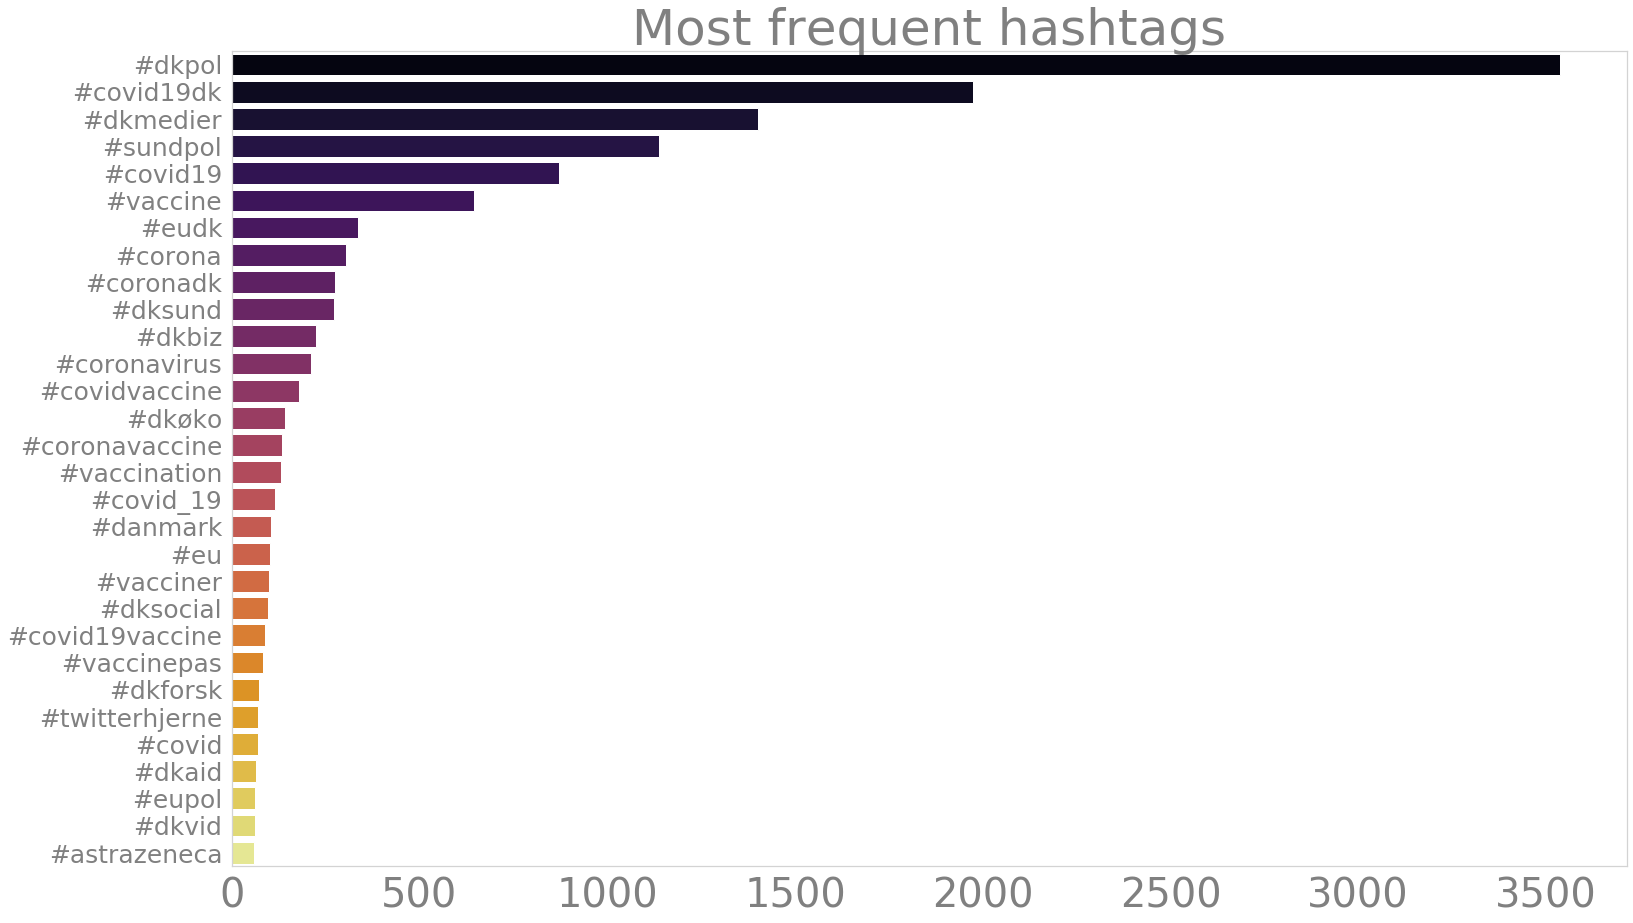 Most frequent hashtags
#dkpol
#covid19dk
#dkmedier
#sundpol
#covid19
#vaccine
#eudk
#corona
#coronadk
#dksund
#dkbiz
#coronavirus
#covidvaccine
#dkøko
#coronavaccine
#vaccination
#covid_19
#danmark
#eu
#vacciner
#dksocial
#covid19vaccine
#vaccinepas
#dkforsk
#twitterhjerne
#covid
#dkaid
#eupol
#dkvid
#astrazeneca
0 500 1000 1500 2000 2500 3000 3500